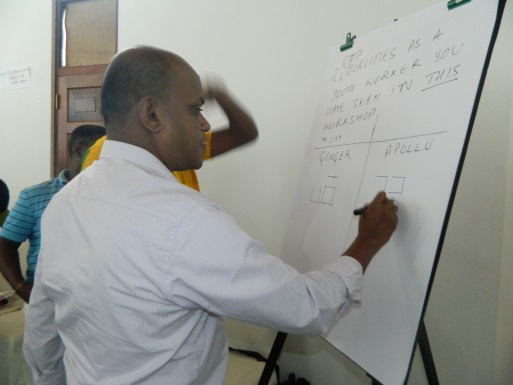 QUALITIES AS A
YOUTH WORKER YOU
HAVE SEEN IN THIS
WORKSHOP
GINGER APOLLO